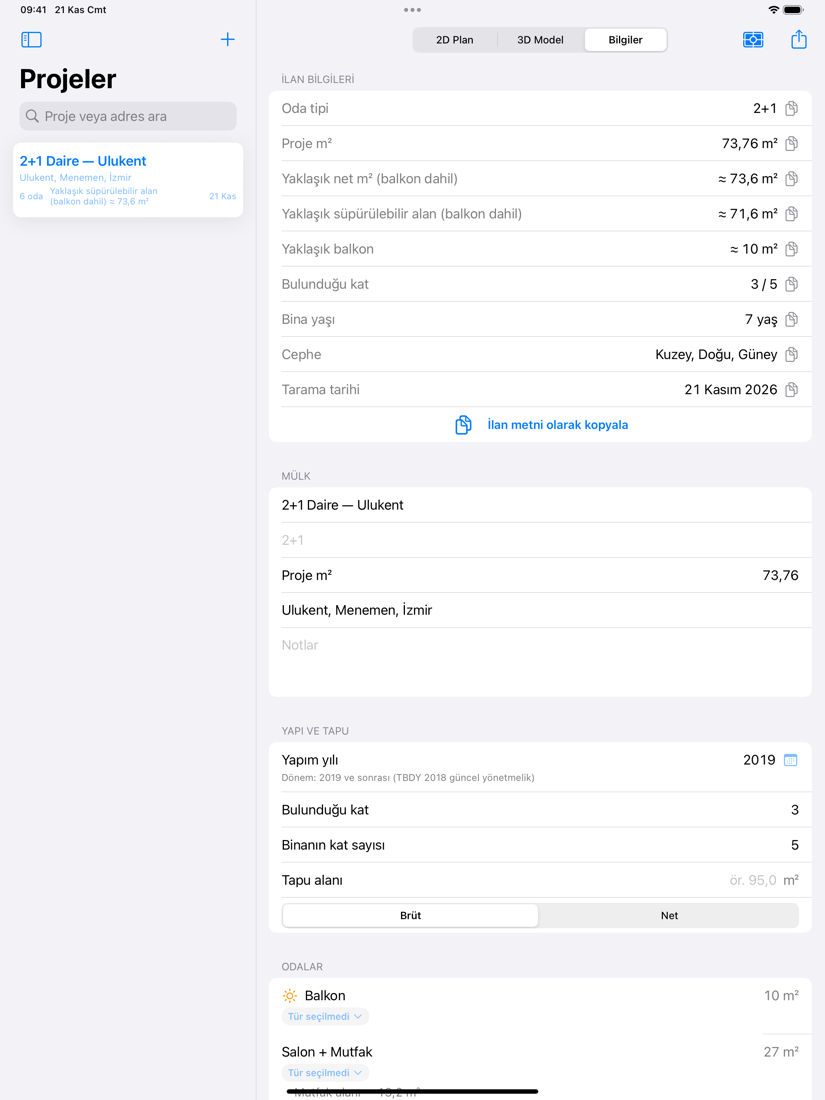 09:41 21 Kas Cmt
Projeler
Proje veya adres ara
2+1 Daire — Ulukent
Ulukent, Menemen, İzmir
6 oda Yaklaşık süpürülebilir alan (balkon dahil) ≈ 73,6 m² 21 Kas
2D Plan 3D Model Bilgiler
İLAN BİLGİLERİ
Oda tipi 2+1
Proje m² 73,76 m²
Yaklaşık net m² (balkon dahil) ≈ 73,6 m²
Yaklaşık süpürülebilir alan (balkon dahil) ≈ 71,6 m²
Yaklaşık balkon ≈ 10 m²
Bulunduğu kat 3 / 5
Bina yaşı 7 yaş
Cephe Kuzey, Doğu, Güney
Tarama tarihi 21 Kasım 2026
İlan metni olarak kopyala
MÜLK
2+1 Daire — Ulukent
2+1
Proje m² 73,76
Ulukent, Menemen, İzmir
Notlar
YAPI VE TAPU
Yapım yılı 2019
Dönem: 2019 ve sonrası (TBDY 2018 güncel yönetmelik)
Bulunduğu kat 3
Binanın kat sayısı 5
Tapu alanı ör. 95,0 m²
Brüt Net
ODALAR
Balkon 10 m²
Tür seçilmedi
Salon + Mutfak 27 m²
Tür seçilmedi
Mutfak alanı